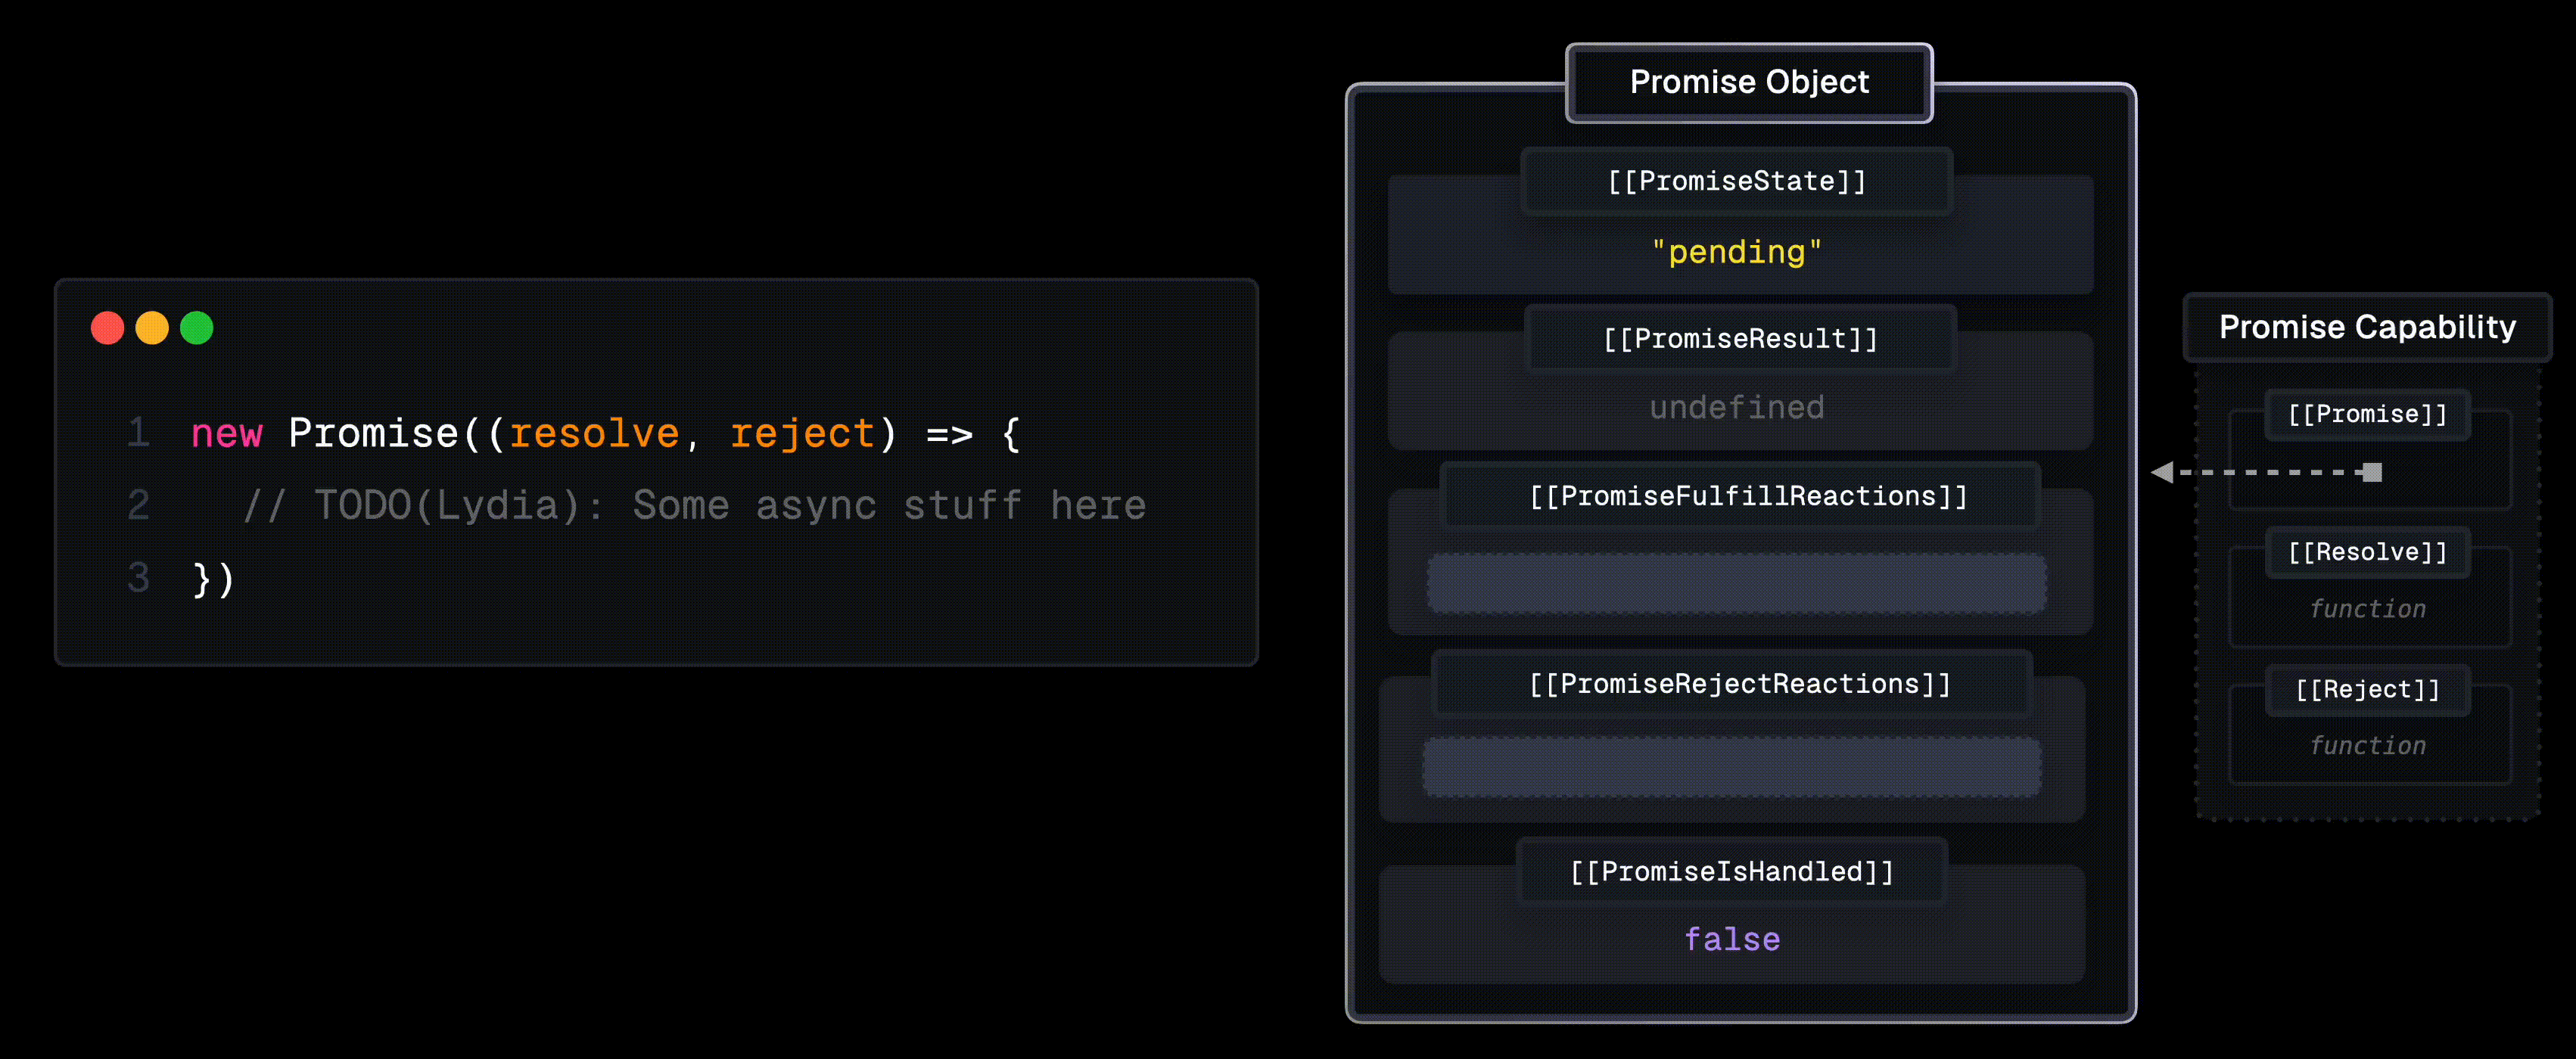 1 new Promise((resolve, reject) => {
2 // TODO(Lydia): Some async stuff here
3 })
Promise Object
[[PromiseState]]
"pending"
[[PromiseResult]]
undefined
[[PromiseFulfillReactions]]
[[PromiseRejectReactions]]
[[PromiseIsHandled]]
false
Promise Capability
[[Promise]]
[[Resolve]]
function
[[Reject]]
function